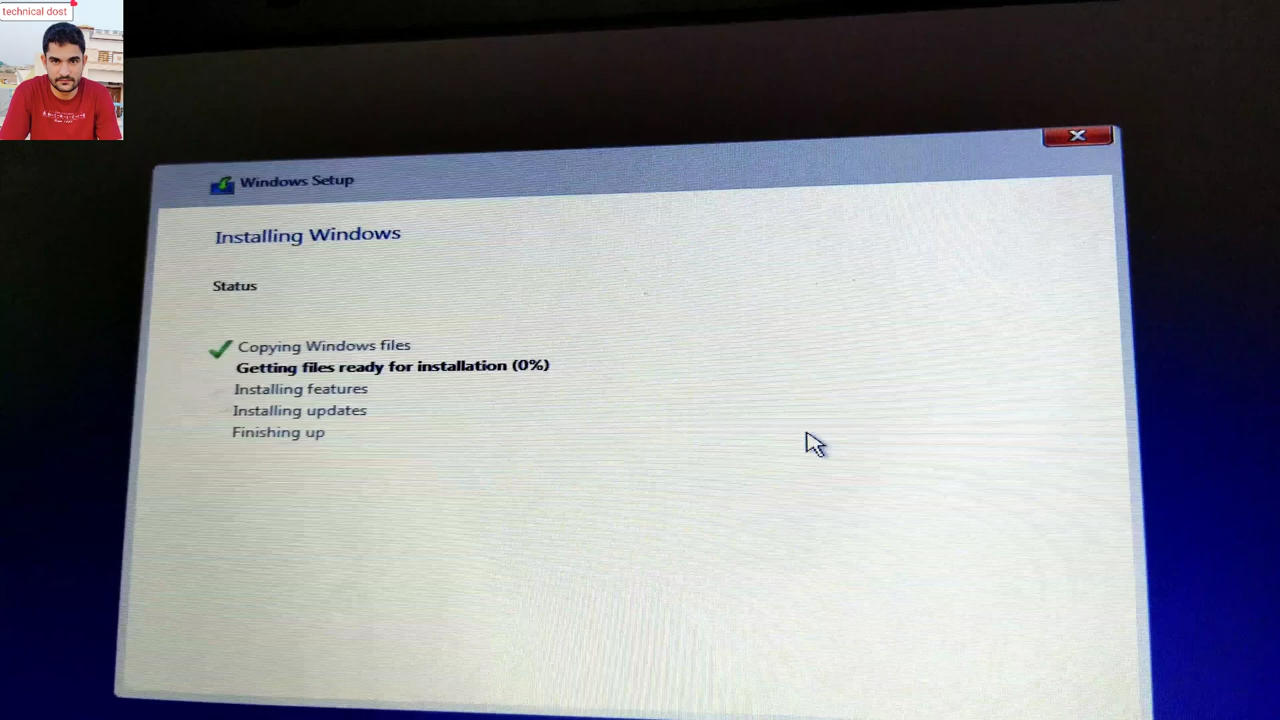 technical dost
Windows Setup
Installing Windows
Status
Copying Windows files
Getting files ready for installation (0%)
Installing features
Installing updates
Finishing up